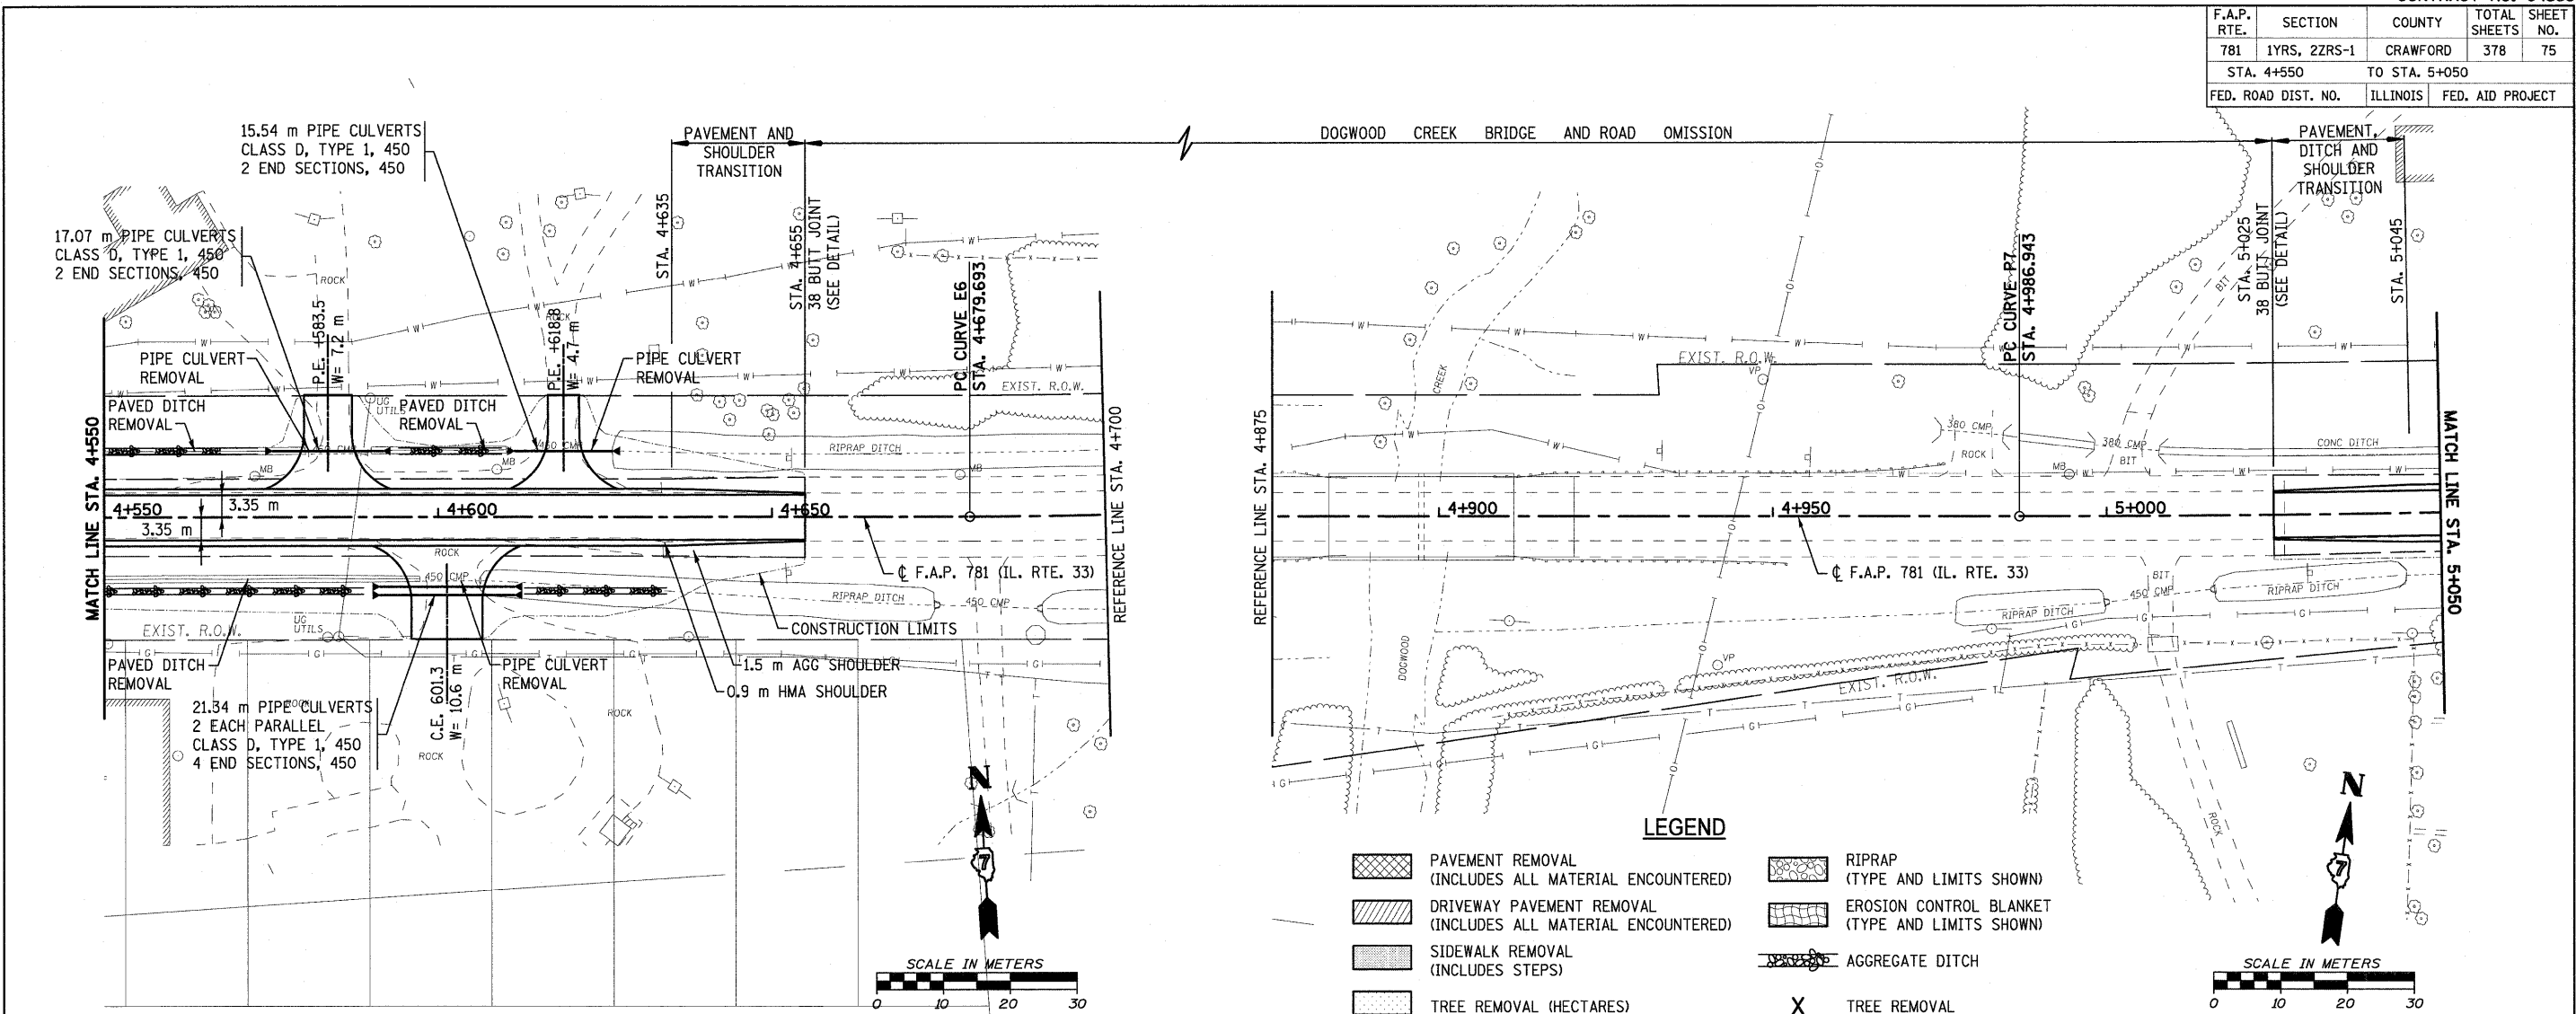 F.A.P. RTE.
SECTION
COUNTY
TOTAL SHEETS
SHEET NO.
781
1YRS, 2ZRS-1
CRAWFORD
378
75
STA. 4+550
TO STA. 5+050
FED. ROAD DIST. NO.
ILLINOIS
FED. AID PROJECT
15.54 m PIPE CULVERTS
CLASS D, TYPE 1, 450
2 END SECTIONS, 450
PAVEMENT AND
SHOULDER
TRANSITION
DOGWOOD CREEK BRIDGE AND ROAD OMISSION
PAVEMENT,
DITCH AND
SHOULDER
TRANSITION
17.07 m PIPE CULVERTS
CLASS D, TYPE 1, 450
2 END SECTIONS, 450
STA. 4+635
STA. 4+655
38 BUTT JOINT
(SEE DETAIL)
PC CURVE E6
STA. 4+679.693
PC CURVE P7
STA. 4+986.943
STA. 5+025
38 BUTT JOINT
(SEE DETAIL)
STA. 5+045
ROCK
ROCK
BIT
P.E. +583.5
W= 7.2 m
P.E. +618.8
W= 4.7 m
PIPE CULVERT
REMOVAL
PIPE CULVERT
REMOVAL
EXIST. R.O.W.
EXIST. R.O.W.
VP
CREEK
PAVED DITCH
REMOVAL
UG
UTILS
PAVED DITCH
REMOVAL
450 CMP
RIPRAP DITCH
380 CMP
380 CMP
CONC DITCH
ROCK
BIT
MB
MB
MB
MB
MATCH LINE STA. 4+550
REFERENCE LINE STA. 4+700
REFERENCE LINE STA. 4+875
MATCH LINE STA. 5+050
4+550
3.35 m
3.35 m
4+600
4+650
4+900
4+950
5+000
ROCK
450 CMP
℄ F.A.P. 781 (IL. RTE. 33)
℄ F.A.P. 781 (IL. RTE. 33)
RIPRAP DITCH
450 CMP
BIT
450 CMP
RIPRAP DITCH
RIPRAP DITCH
EXIST. R.O.W.
UG
UTILS
CONSTRUCTION LIMITS
PAVED DITCH
REMOVAL
PIPE CULVERT
REMOVAL
1.5 m AGG SHOULDER
0.9 m HMA SHOULDER
DOGWOOD
VP
EXIST. R.O.W.
21.34 m PIPE CULVERTS
2 EACH PARALLEL
CLASS D, TYPE 1, 450
4 END SECTIONS, 450
ROCK
C.E. 601.3
W= 10.6 m
ROCK
ROCK
ROCK
N
7
N
7
LEGEND
PAVEMENT REMOVAL
(INCLUDES ALL MATERIAL ENCOUNTERED)
DRIVEWAY PAVEMENT REMOVAL
(INCLUDES ALL MATERIAL ENCOUNTERED)
SIDEWALK REMOVAL
(INCLUDES STEPS)
TREE REMOVAL (HECTARES)
RIPRAP
(TYPE AND LIMITS SHOWN)
EROSION CONTROL BLANKET
(TYPE AND LIMITS SHOWN)
AGGREGATE DITCH
X TREE REMOVAL
SCALE IN METERS
0 10 20 30
SCALE IN METERS
0 10 20 30